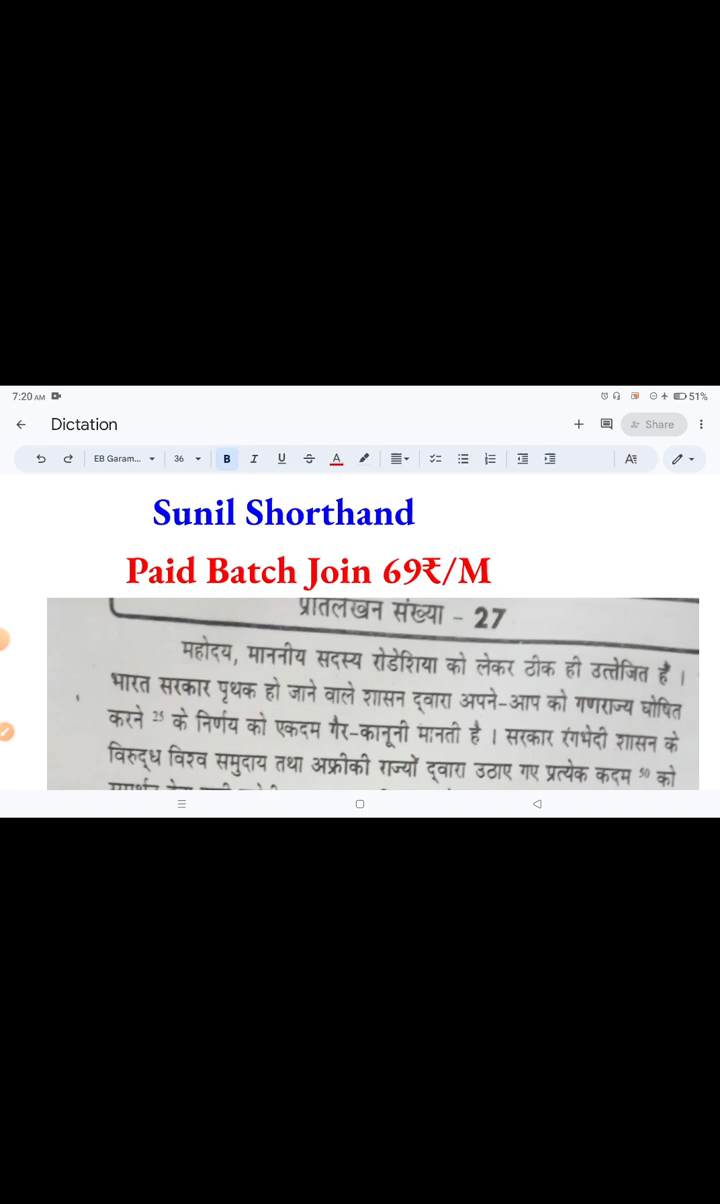 7:20 AM
51%
Dictation
Share
EB Garam...
36
B I U S A
Sunil Shorthand
Paid Batch Join 69₹/M
प्रतिलेखन संख्या - 27
महोदय, माननीय सदस्य रोडेशिया को लेकर ठीक ही उत्तेजित हैं ।
भारत सरकार पृथक हो जाने वाले शासन द्वारा अपने-आप को गणराज्य घोषित
करने 25 के निर्णय को एकदम गैर-कानूनी मानती है । सरकार रंगभेदी शासन के
विरुद्ध विश्व समुदाय तथा अफ्रीकी राज्यों द्वारा उठाए गए प्रत्येक कदम 50 को